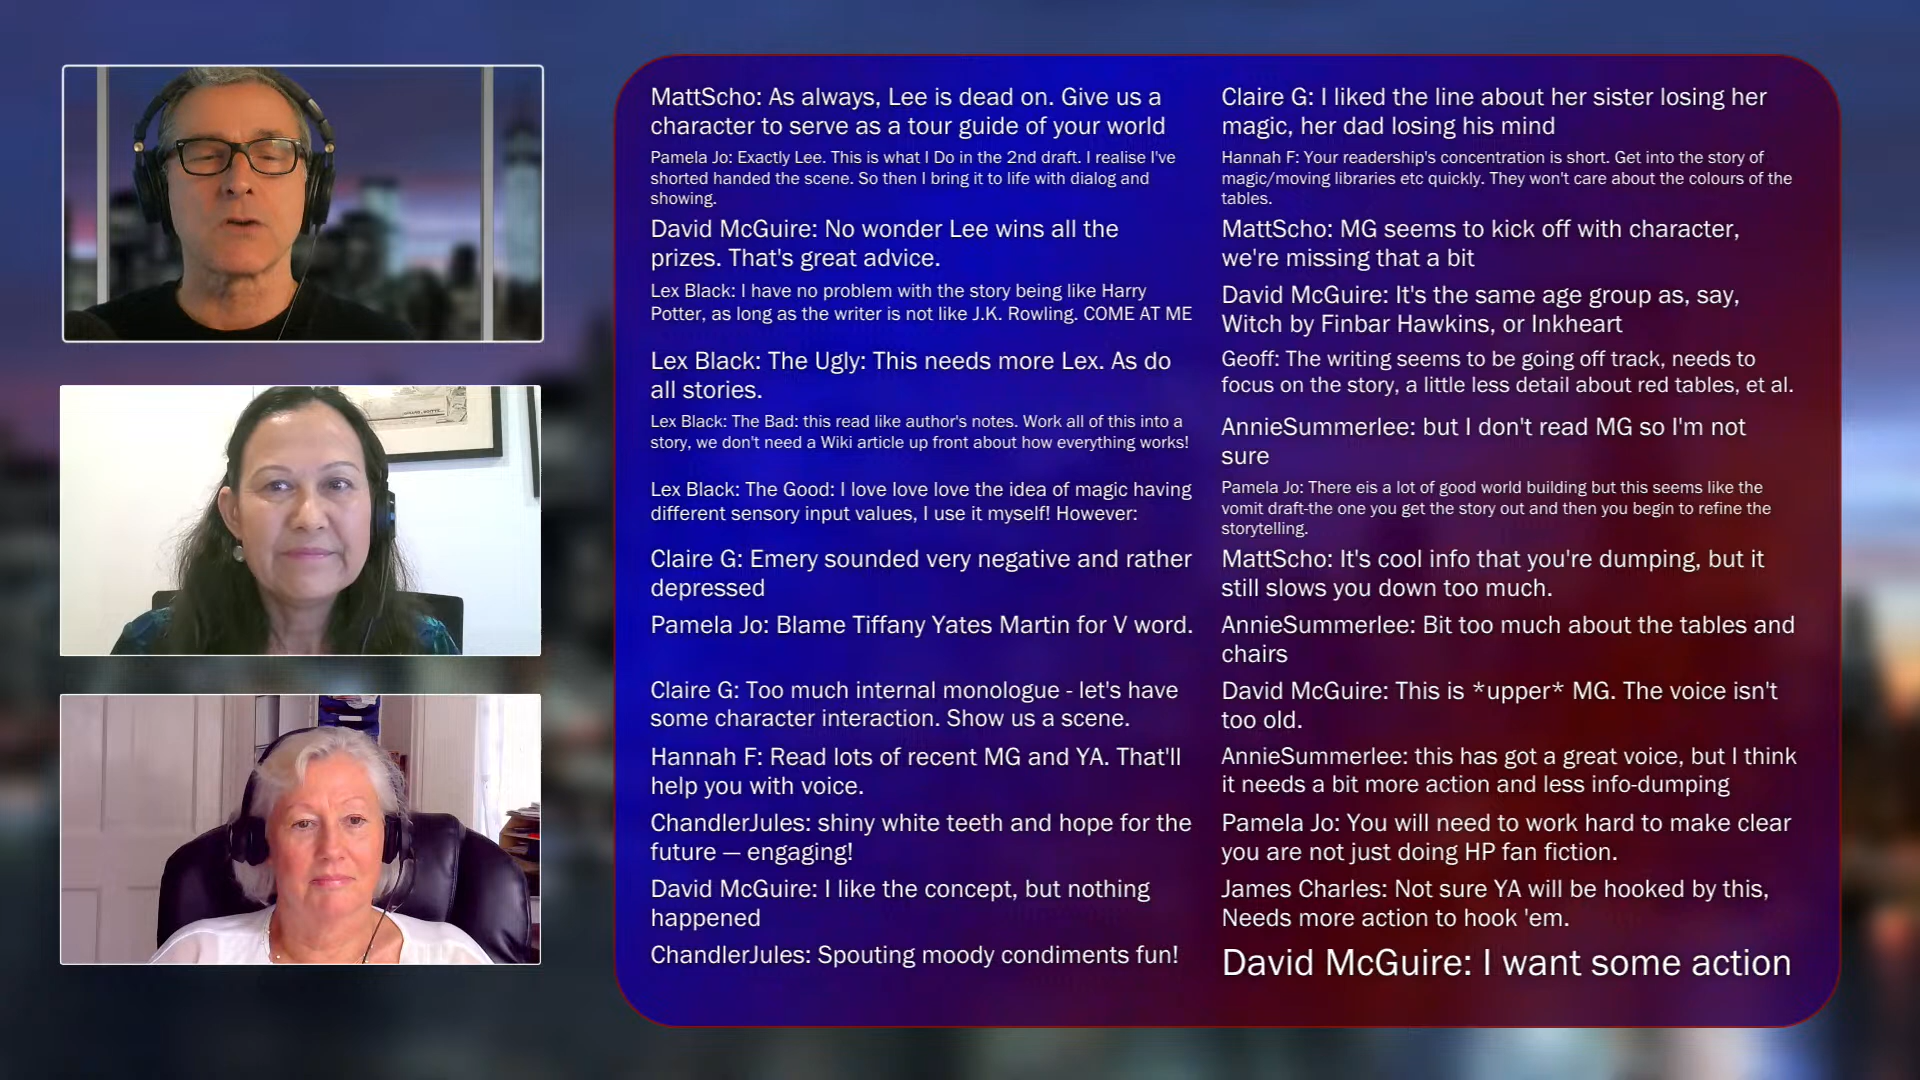 MattScho: As always, Lee is dead on. Give us a
character to serve as a tour guide of your world
Pamela Jo: Exactly Lee. This is what I Do in the 2nd draft. I realise I've
shorted handed the scene. So then I bring it to life with dialog and
showing.
David McGuire: No wonder Lee wins all the
prizes. That's great advice.
Lex Black: I have no problem with the story being like Harry
Potter, as long as the writer is not like J.K. Rowling. COME AT ME
Lex Black: The Ugly: This needs more Lex. As do
all stories.
Lex Black: The Bad: this read like author's notes. Work all of this into a
story, we don't need a Wiki article up front about how everything works!
Lex Black: The Good: I love love love the idea of magic having
different sensory input values, I use it myself! However:
Claire G: Emery sounded very negative and rather
depressed
Pamela Jo: Blame Tiffany Yates Martin for V word.
Claire G: Too much internal monologue - let's have
some character interaction. Show us a scene.
Hannah F: Read lots of recent MG and YA. That'll
help you with voice.
ChandlerJules: shiny white teeth and hope for the
future — engaging!
David McGuire: I like the concept, but nothing
happened
ChandlerJules: Spouting moody condiments fun!
Claire G: I liked the line about her sister losing her
magic, her dad losing his mind
Hannah F: Your readership's concentration is short. Get into the story of
magic/moving libraries etc quickly. They won't care about the colours of the
tables.
MattScho: MG seems to kick off with character,
we're missing that a bit
David McGuire: It's the same age group as, say,
Witch by Finbar Hawkins, or Inkheart
Geoff: The writing seems to be going off track, needs to
focus on the story, a little less detail about red tables, et al.
AnnieSummerlee: but I don't read MG so I'm not
sure
Pamela Jo: There eis a lot of good world building but this seems like the
vomit draft-the one you get the story out and then you begin to refine the
storytelling.
MattScho: It's cool info that you're dumping, but it
still slows you down too much.
AnnieSummerlee: Bit too much about the tables and
chairs
David McGuire: This is *upper* MG. The voice isn't
too old.
AnnieSummerlee: this has got a great voice, but I think
it needs a bit more action and less info-dumping
Pamela Jo: You will need to work hard to make clear
you are not just doing HP fan fiction.
James Charles: Not sure YA will be hooked by this,
Needs more action to hook 'em.
David McGuire: I want some action